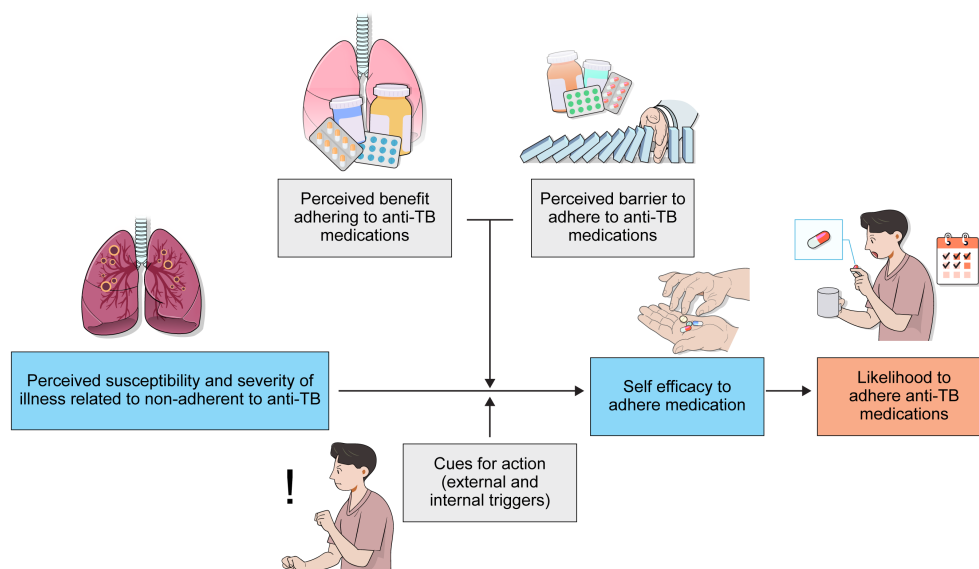 Perceived benefit
adhering to anti-TB
medications
Perceived barrier to
adhere to anti-TB
medications
Perceived susceptibility and severity of
illness related to non-adherent to anti-TB
Self efficacy to
adhere medication
Likelihood to
adhere anti-TB
medications
Cues for action
(external and
internal triggers)
!